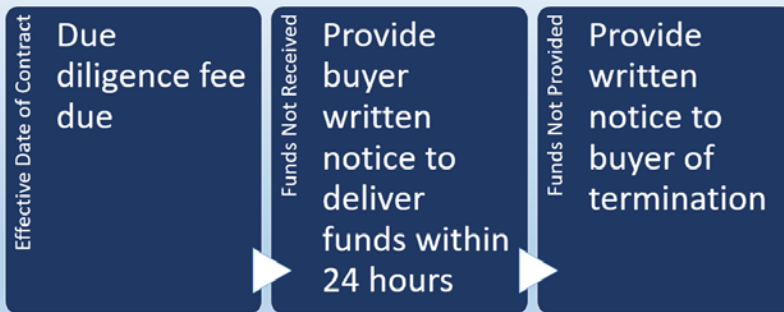 Effective Date of Contract
Due
diligence fee
due
Funds Not Received
Provide
buyer
written
notice to
deliver
funds within
24 hours
Funds Not Provided
Provide
written
notice to
buyer of
termination